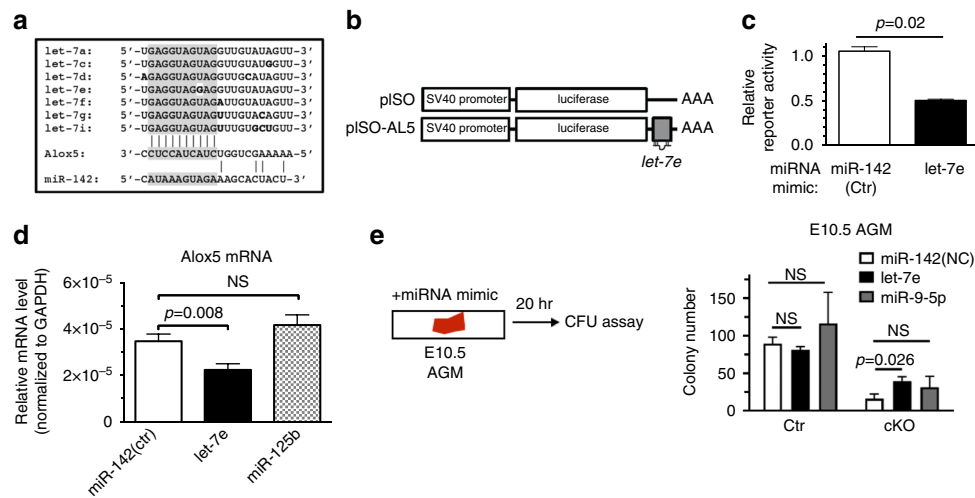 a
let-7a: 5′-UGAGGUAGUAGGUUGUAUAGUU-3′
let-7c: 5′-UGAGGUAGUAGGUUGUAUGGUU-3′
let-7d: 5′-AGAGGUAGUAGGUUGCAUAGUU-3′
let-7e: 5′-UGAGGUAGGAGGUUGUAUAGUU-3′
let-7f: 5′-UGAGGUAGUAGAUUGUAUAGUU-3′
let-7g: 5′-UGAGGUAGUAGUUUGUACAGUU-3′
let-7i: 5′-UGAGGUAGUAGUUUGUGCUGUU-3′
Alox5: 3′-CCUCCAUCAUCUGGUCGAAAAA-5′
miR-142: 5′-CAUAAAGUAGAAAGCACUACU-3′
b
pISO
SV40 promoter
luciferase
AAA
pISO-AL5
SV40 promoter
luciferase
AAA
let-7e
c
p=0.02
Relative reporter activity
1.0
0.5
0.0
miRNA mimic:
miR-142 (Ctr)
let-7e
d
Alox5 mRNA
Relative mRNA level (normalized to GAPDH)
6×10⁻⁵
4×10⁻⁵
2×10⁻⁵
0
NS
p=0.008
miR-142(ctr)
let-7e
miR-125b
e
+miRNA mimic
20 hr
CFU assay
E10.5
AGM
E10.5 AGM
miR-142(NC)
let-7e
miR-9-5p
Colony number
150
100
50
0
NS
NS
NS
p=0.026
Ctr
cKO